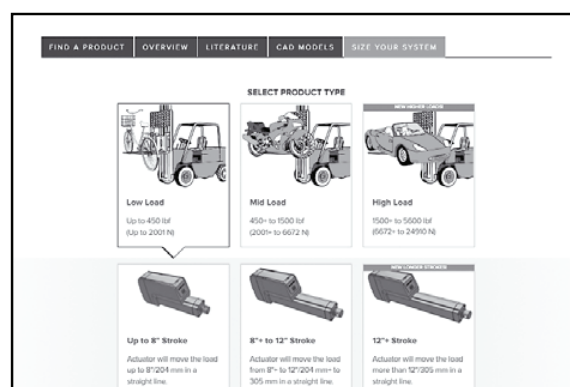 FIND A PRODUCT
OVERVIEW
LITERATURE
CAD MODELS
SIZE YOUR SYSTEM
SELECT PRODUCT TYPE
NEW HIGHER LOADS
Low Load
Up to 450 lbf
(Up to 2001 N)
Mid Load
450+ to 1500 lbf
(2001+ to 6672 N)
High Load
1500+ to 5600 lbf
(6672+ to 24910 N)
NEW LONGER STROKES
Up to 8" Stroke
Actuator will move the load
up to 8"/204 mm in a
straight line.
8"+ to 12" Stroke
Actuator will move the load
from 8"+ to 12"/204 mm+ to
305 mm in a straight line.
12"+ Stroke
Actuator will move the load
more than 12"/305 mm in a
straight line.